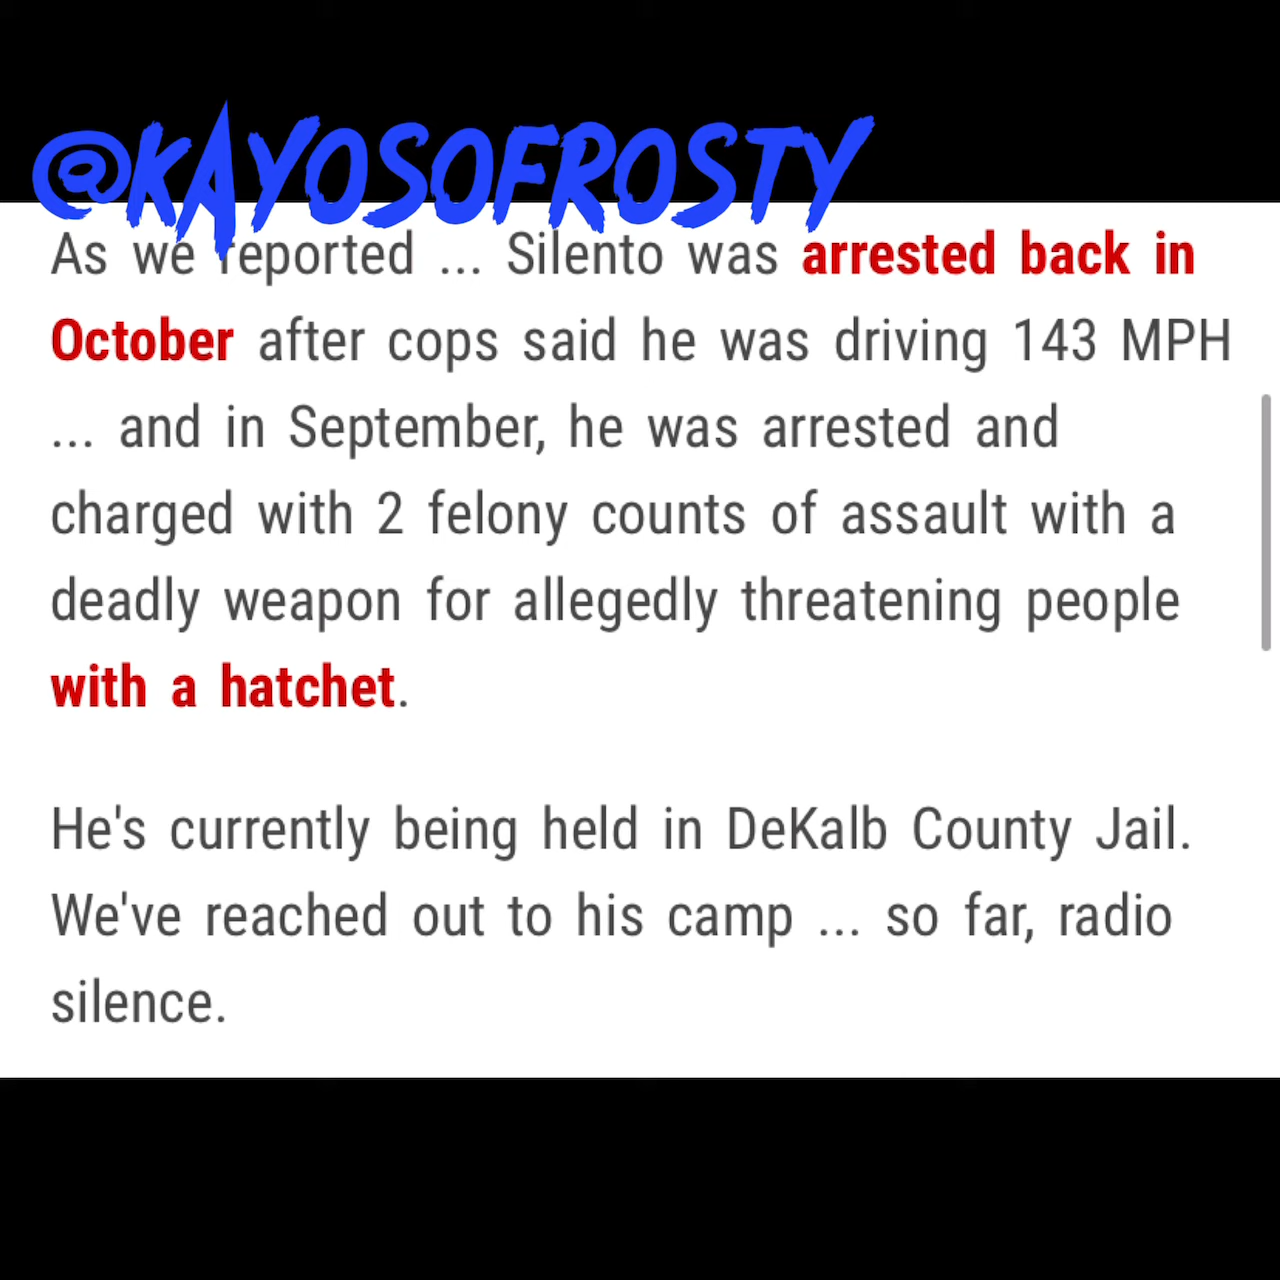 @KAYOSOFROSTY
As we reported ... Silento was arrested back in
October after cops said he was driving 143 MPH
... and in September, he was arrested and
charged with 2 felony counts of assault with a
deadly weapon for allegedly threatening people
with a hatchet.
He's currently being held in DeKalb County Jail.
We've reached out to his camp ... so far, radio
silence.